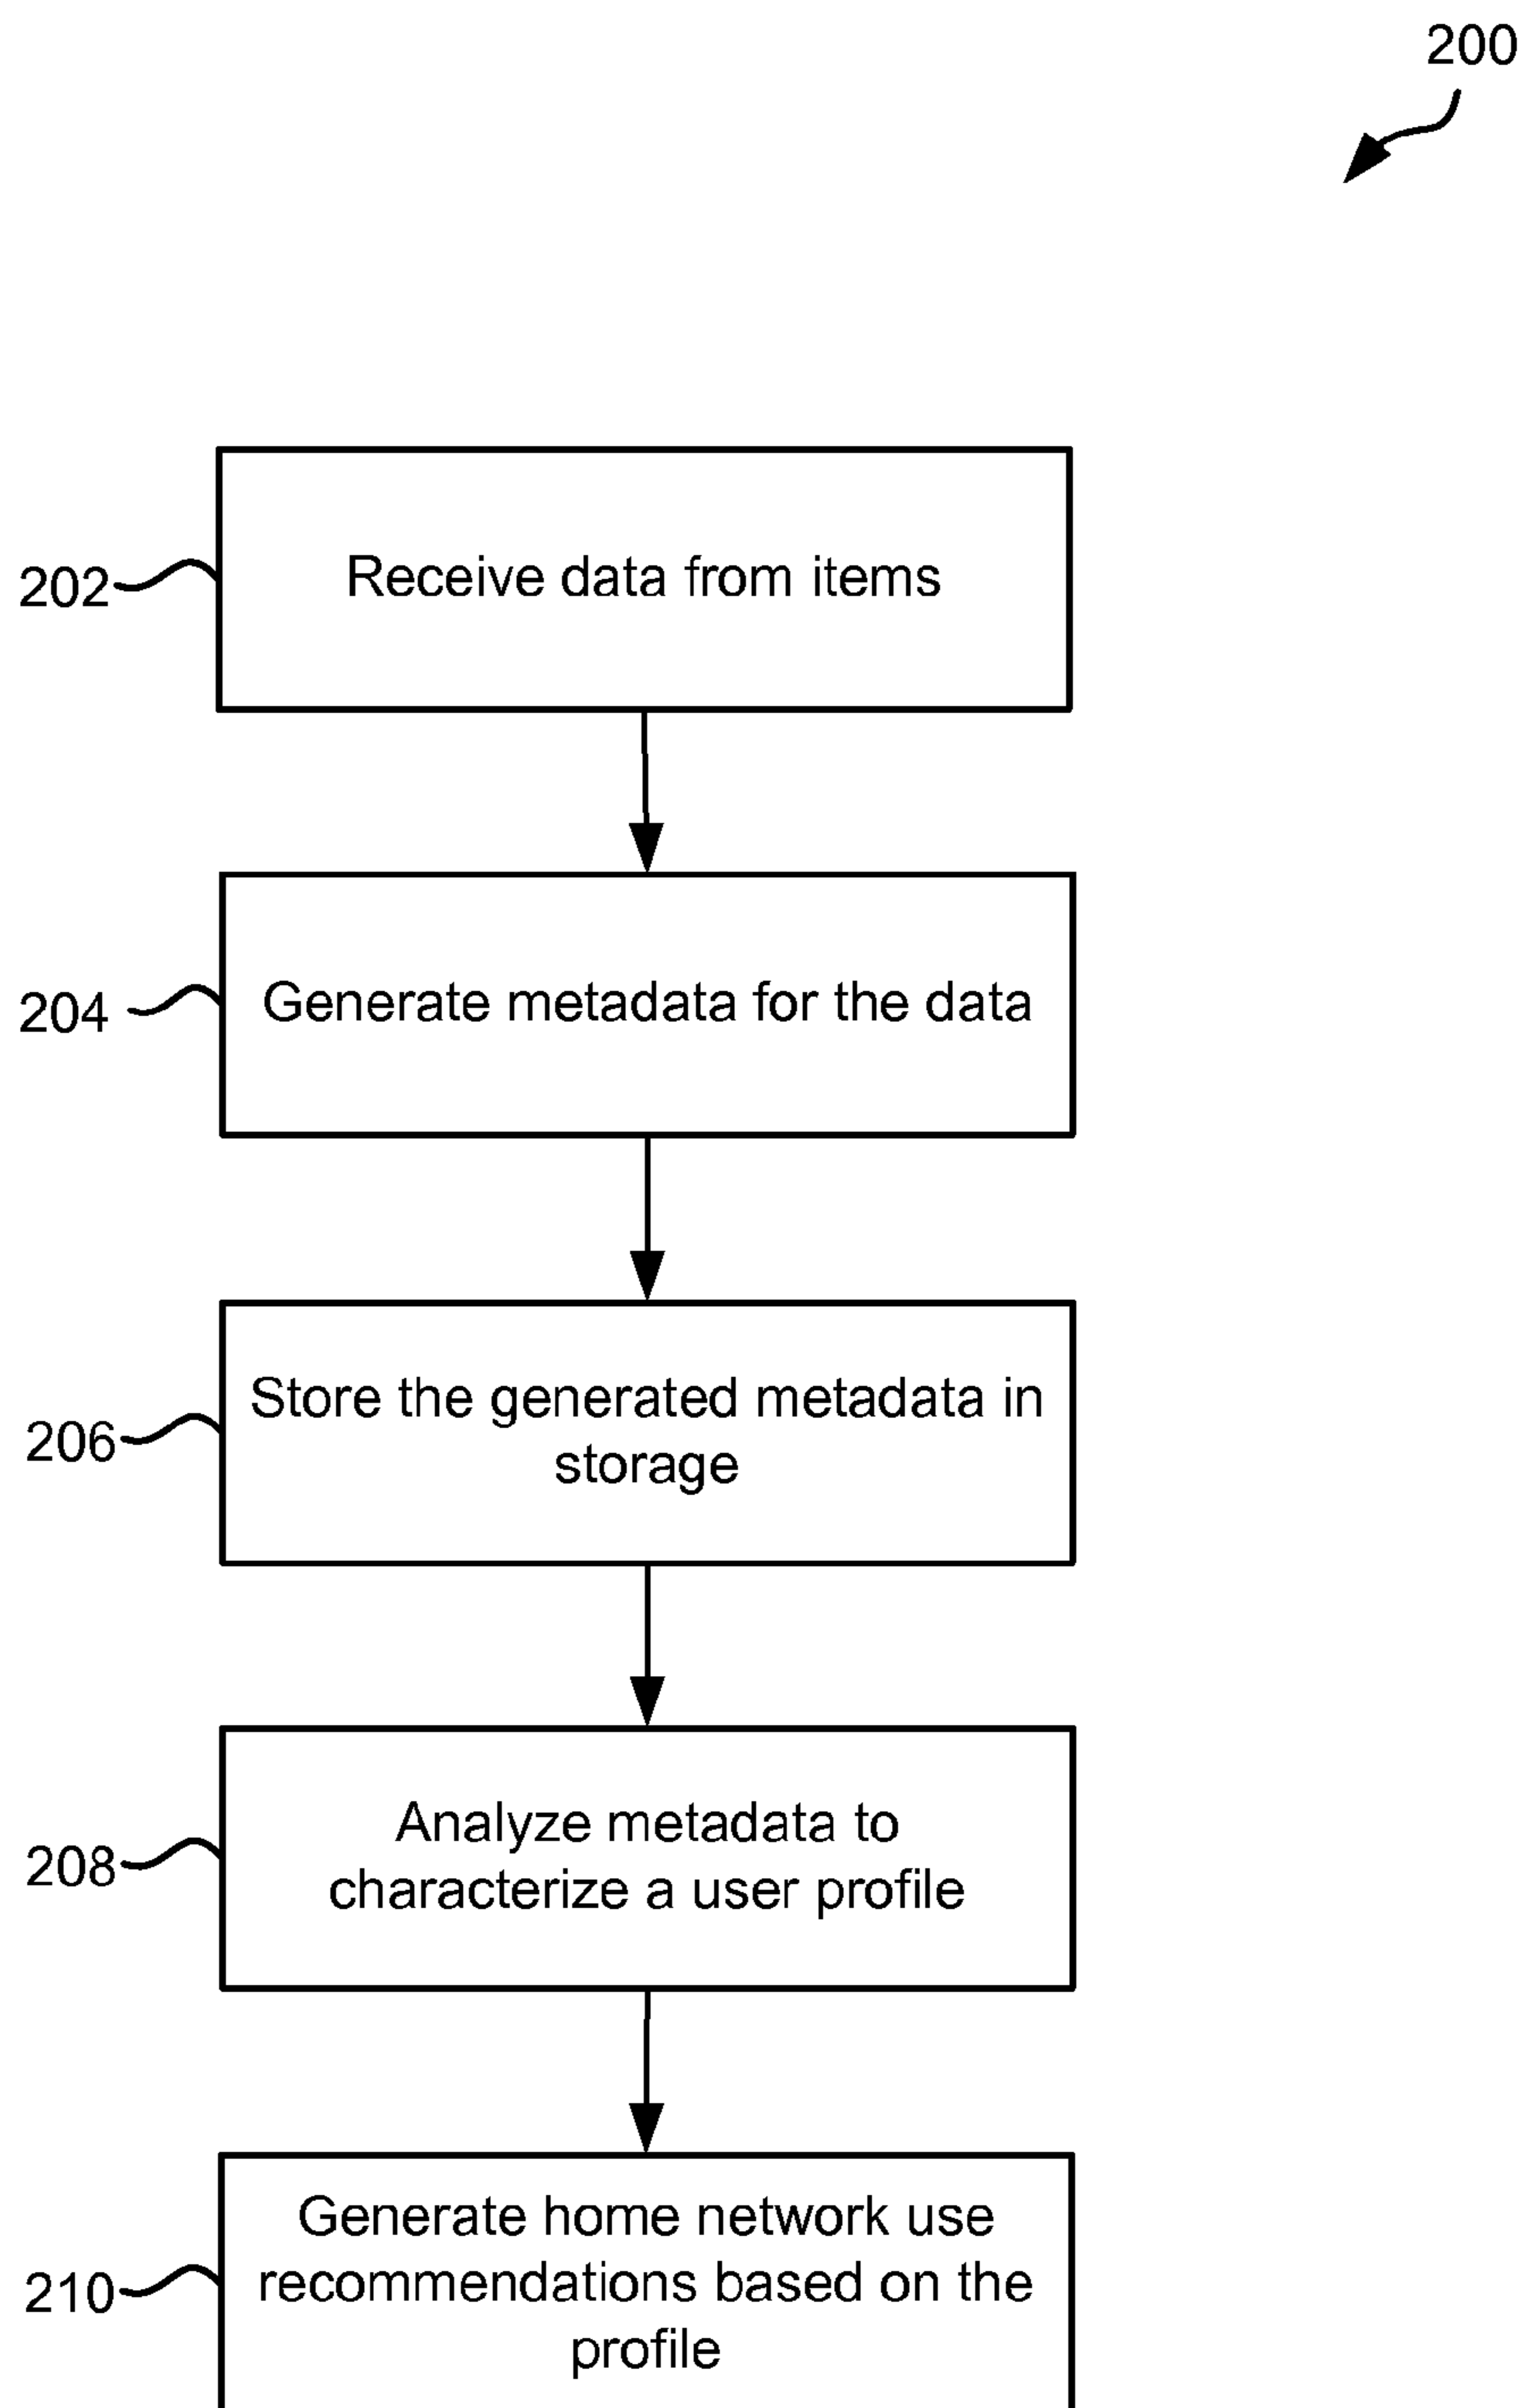 200
202
Receive data from items
204
Generate metadata for the data
206
Store the generated metadata in
storage
208
Analyze metadata to
characterize a user profile
210
Generate home network use
recommendations based on the
profile